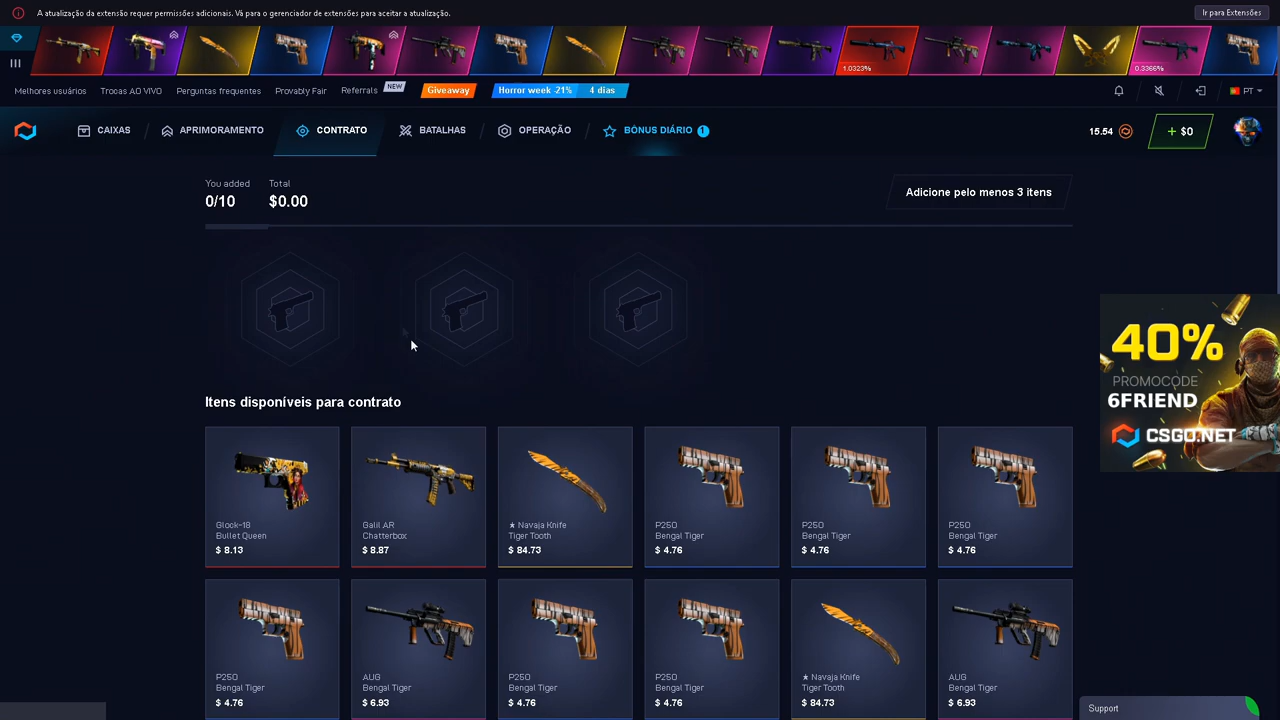 A atualização da extensão requer permissões adicionais. Vá para o gerenciador de extensões para aceitar a atualização.
Ir para Extensões
1.0323%
0.3366%
Melhores usuários
Trocas AO VIVO
Perguntas frequentes
Provably Fair
Referrals
NEW
Giveaway
Horror week -21%
4 dias
PT
CAIXAS
APRIMORAMENTO
CONTRATO
BATALHAS
OPERAÇÃO
BÔNUS DIÁRIO
1
15.54
+ $0
You added
0/10
Total
$0.00
Adicione pelo menos 3 itens
40%
PROMOCODE
6FRIEND
CSGO.NET
Itens disponíveis para contrato
Glock-18
Bullet Queen
$ 8.13
Galil AR
Chatterbox
$ 8.87
★ Navaja Knife
Tiger Tooth
$ 84.73
P250
Bengal Tiger
$ 4.76
P250
Bengal Tiger
$ 4.76
P250
Bengal Tiger
$ 4.76
P250
Bengal Tiger
$ 4.76
AUG
Bengal Tiger
$ 6.93
P250
Bengal Tiger
$ 4.76
P250
Bengal Tiger
$ 4.76
★ Navaja Knife
Tiger Tooth
$ 84.73
AUG
Bengal Tiger
$ 6.93
Support